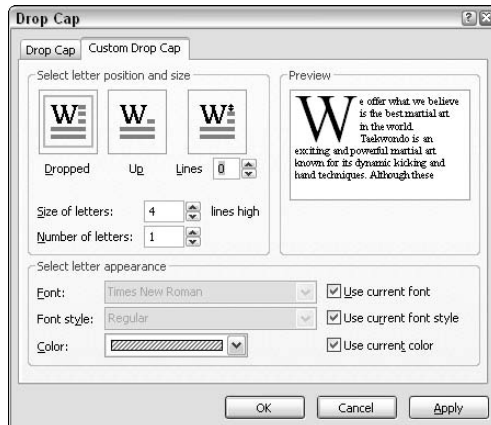 Drop Cap
Drop Cap Custom Drop Cap
Select letter position and size
W W W
Dropped Up Lines 0
Size of letters: 4 lines high
Number of letters: 1
Preview
We offer what we believe
is the best martial art
in the world.
Taekwondo is an
exciting and powerful martial art
known for its dynamic kicking and
hand techniques. Although these
Select letter appearance
Font: Times New Roman Use current font
Font style: Regular Use current font style
Color: Use current color
OK Cancel Apply